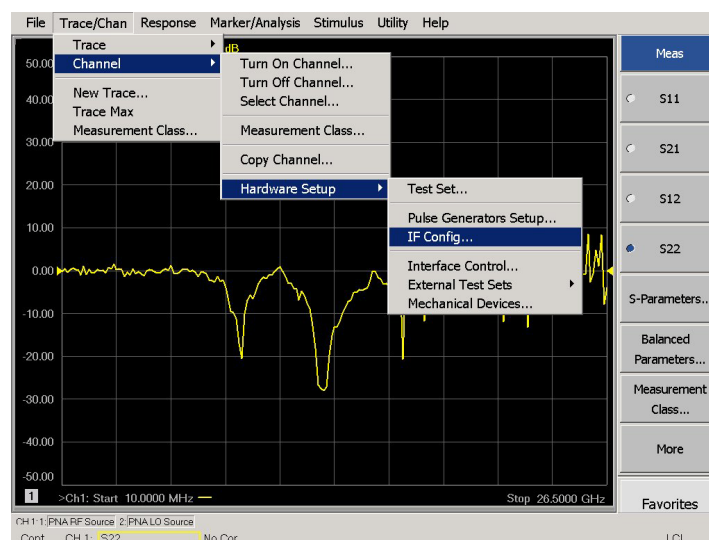 File Trace/Chan Response Marker/Analysis Stimulus Utility Help
Trace
Channel
New Trace...
Trace Max
Measurement Class...
dB
Turn On Channel...
Turn Off Channel...
Select Channel...
Measurement Class...
Copy Channel...
Hardware Setup
Test Set...
Pulse Generators Setup...
IF Config...
Interface Control...
External Test Sets
Mechanical Devices...
50.00
40.00
30.00
20.00
10.00
0.00
-10.00
-20.00
-30.00
-40.00
-50.00
1 >Ch1: Start 10.0000 MHz Stop 26.5000 GHz
Meas
S11
S21
S12
S22
S-Parameters..
Balanced
Parameters...
Measurement
Class...
More
Favorites
CH 1: 1: PNA RF Source 2: PNA LO Source
Cont. CH 1: S22 No Cor LCL